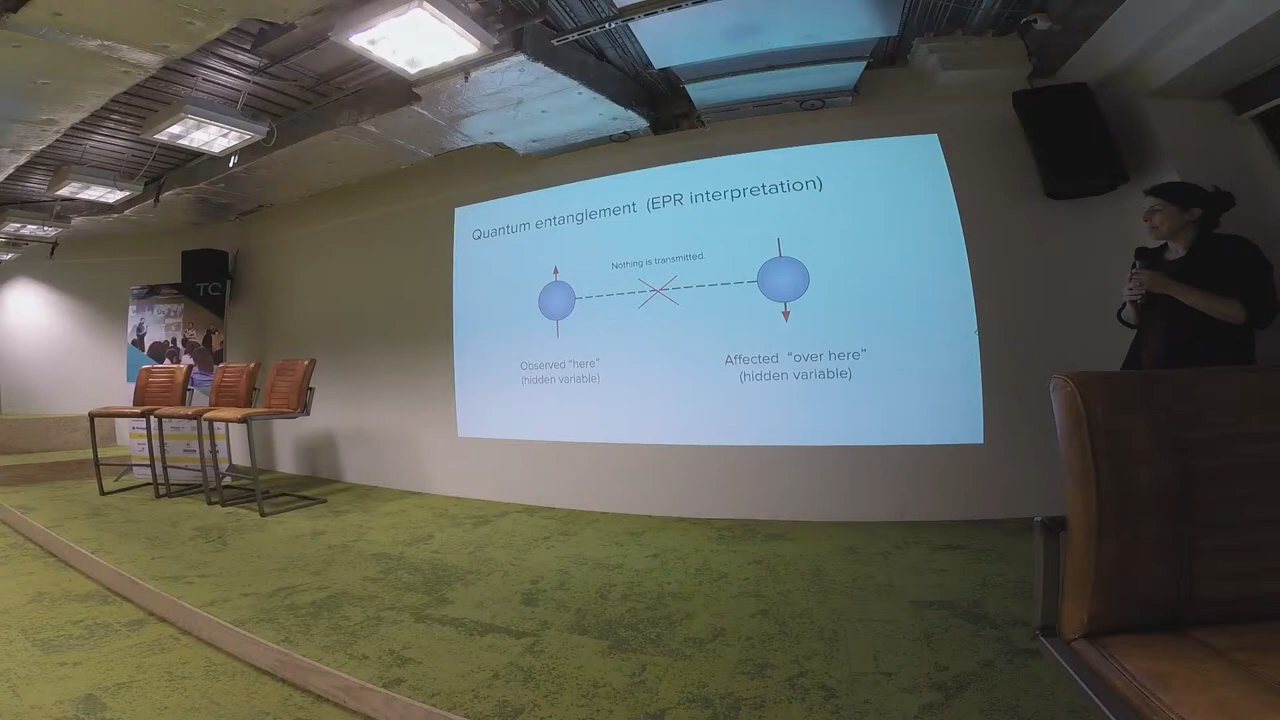 TC
Quantum entanglement (EPR interpretation)
Nothing is transmitted.
Observed "here"
(hidden variable)
Affected "over here"
(hidden variable)